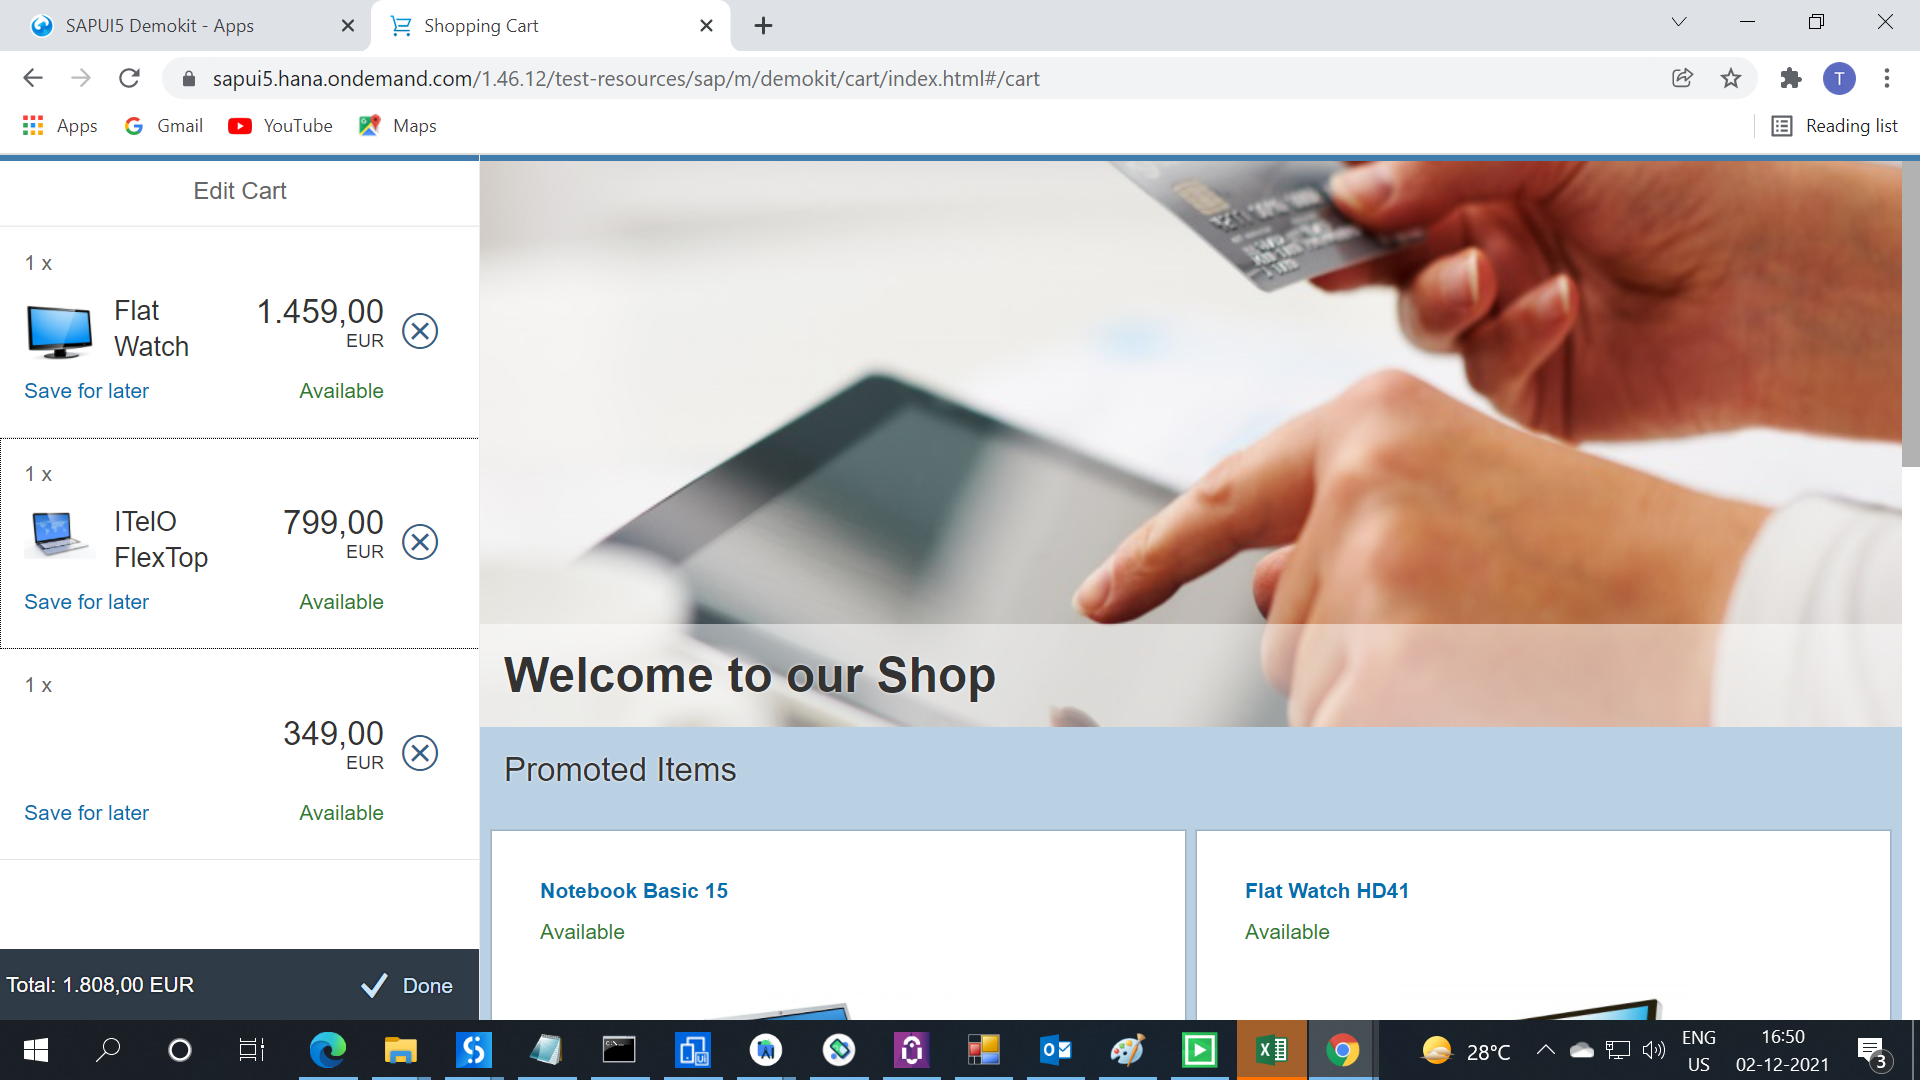 SAPUI5 Demokit - Apps
Shopping Cart
sapui5.hana.ondemand.com/1.46.12/test-resources/sap/m/demokit/cart/index.html#/cart
T
Apps
Gmail
YouTube
Maps
Reading list
Edit Cart
1 x
Flat
Watch
1.459,00
EUR
Save for later
Available
1 x
ITelO
FlexTop
799,00
EUR
Save for later
Available
1 x
349,00
EUR
Save for later
Available
Total: 1.808,00 EUR
Done
Welcome to our Shop
Promoted Items
Notebook Basic 15
Available
Flat Watch HD41
Available
28°C
ENG
US
16:50
02-12-2021
3